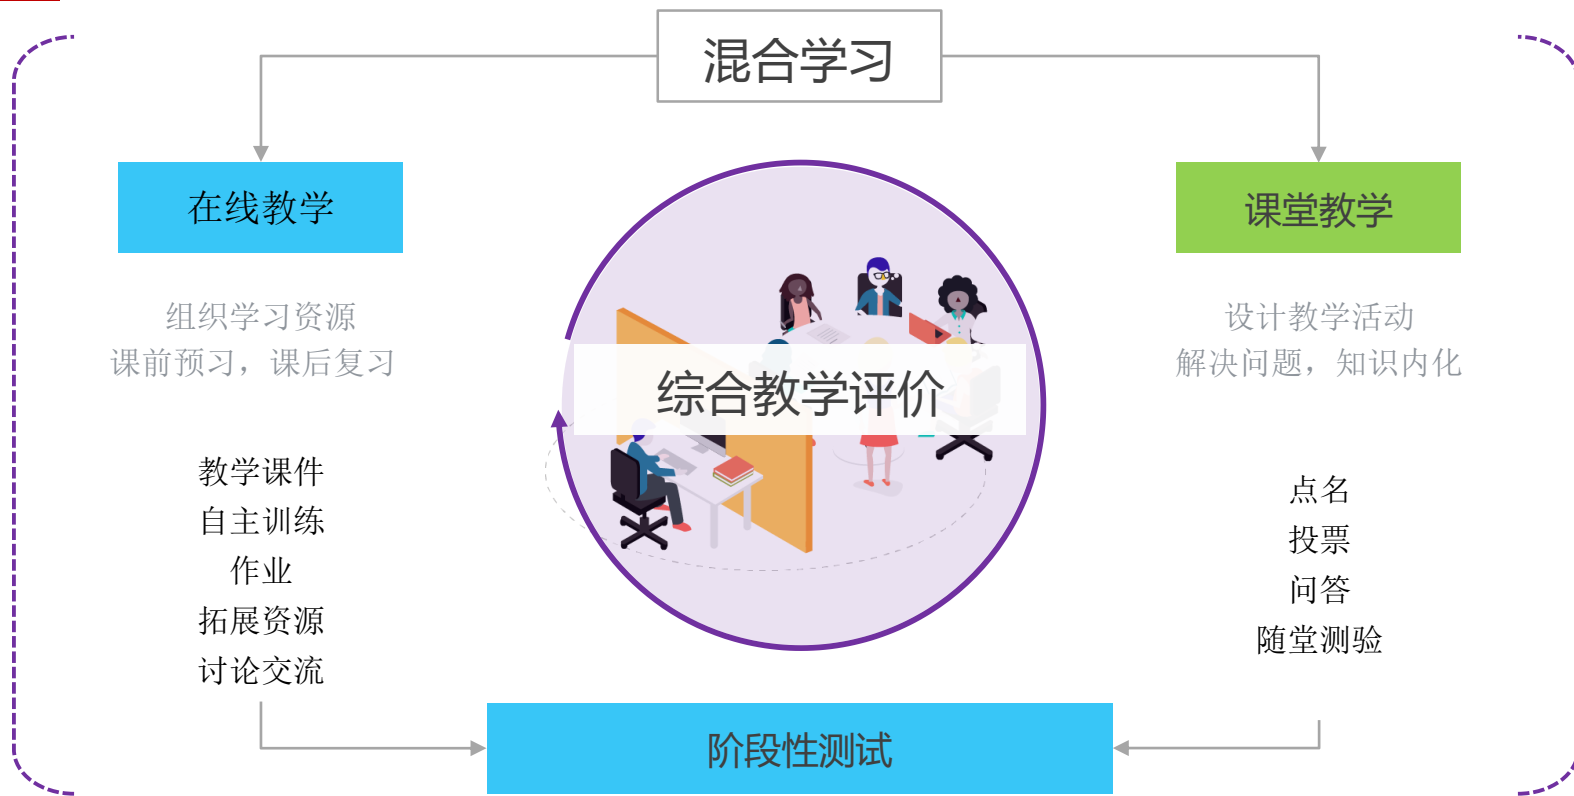 混合学习
在线教学
课堂教学
组织学习资源
课前预习，课后复习
设计教学活动
解决问题，知识内化
综合教学评价
教学课件
自主训练
作业
拓展资源
讨论交流
点名
投票
问答
随堂测验
阶段性测试